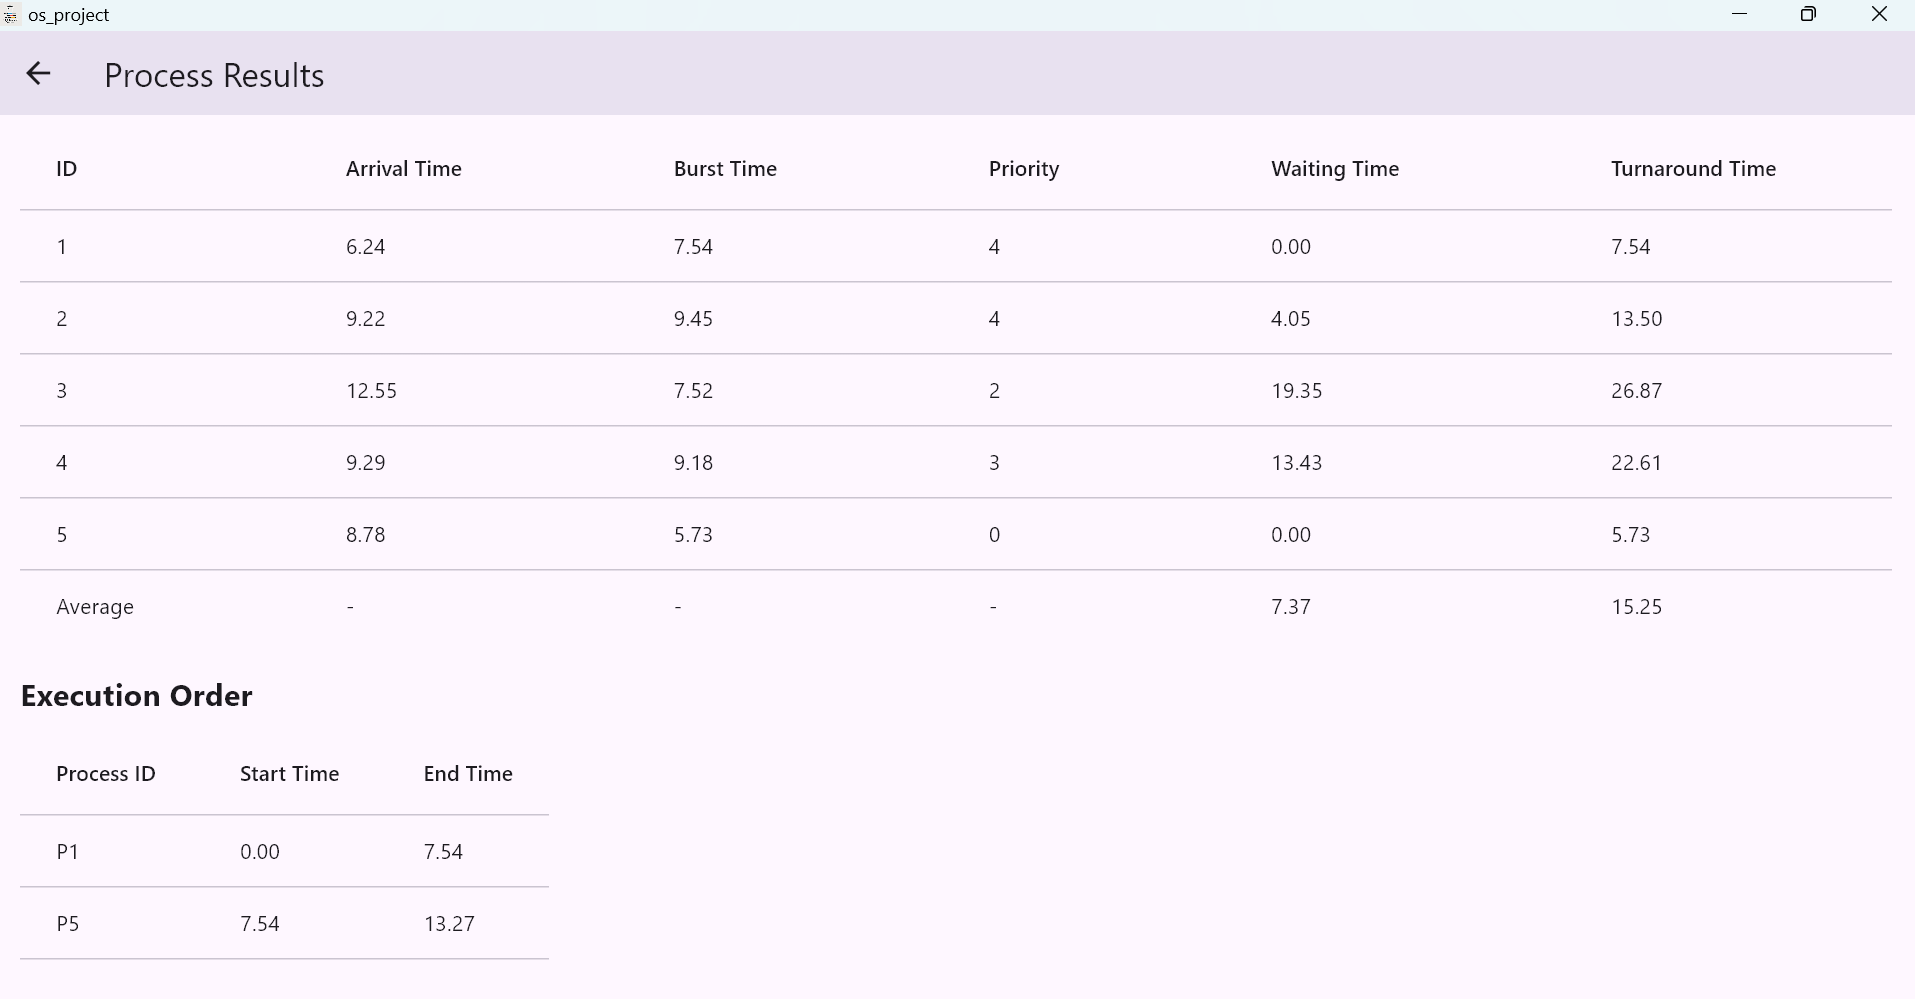 os_project
Process Results
ID Arrival Time Burst Time Priority Waiting Time Turnaround Time
1 6.24 7.54 4 0.00 7.54
2 9.22 9.45 4 4.05 13.50
3 12.55 7.52 2 19.35 26.87
4 9.29 9.18 3 13.43 22.61
5 8.78 5.73 0 0.00 5.73
Average - - - 7.37 15.25
Execution Order
Process ID Start Time End Time
P1 0.00 7.54
P5 7.54 13.27